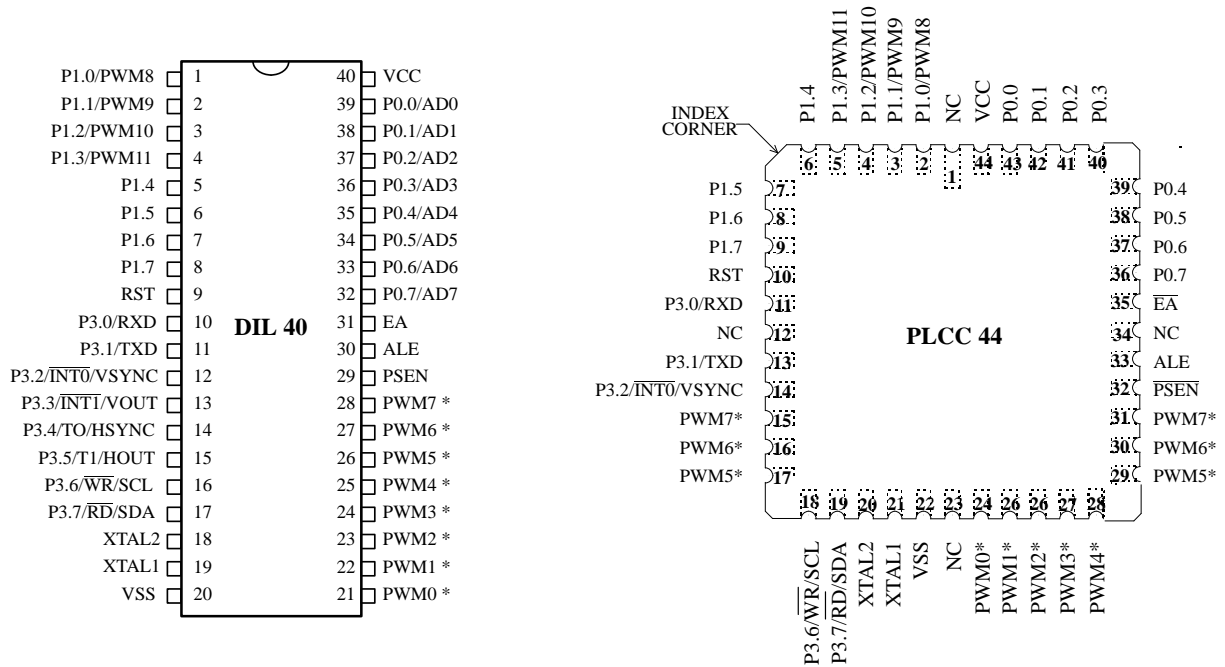 P1.0/PWM8 1 40 VCC
P1.1/PWM9 2 39 P0.0/AD0
P1.2/PWM10 3 38 P0.1/AD1
P1.3/PWM11 4 37 P0.2/AD2
P1.4 5 36 P0.3/AD3
P1.5 6 35 P0.4/AD4
P1.6 7 34 P0.5/AD5
P1.7 8 33 P0.6/AD6
RST 9 32 P0.7/AD7
DIL 40
P3.0/RXD 10 31 EA
P3.1/TXD 11 30 ALE
P3.2/INT0/VSYNC 12 29 PSEN
P3.3/INT1/VOUT 13 28 PWM7 *
P3.4/TO/HSYNC 14 27 PWM6 *
P3.5/T1/HOUT 15 26 PWM5 *
P3.6/WR/SCL 16 25 PWM4 *
P3.7/RD/SDA 17 24 PWM3 *
XTAL2 18 23 PWM2 *
XTAL1 19 22 PWM1 *
VSS 20 21 PWM0 *
INDEX
CORNER
P1.4
P1.3/PWM11
P1.2/PWM10
P1.1/PWM9
P1.0/PWM8
NC
VCC
P0.0
P0.1
P0.2
P0.3
6 5 4 3 2 1 44 43 42 41 40
P1.5 7 39 P0.4
P1.6 8 38 P0.5
P1.7 9 37 P0.6
RST 10 36 P0.7
P3.0/RXD 11 35 EA
NC 12 34 NC
PLCC 44
P3.1/TXD 13 33 ALE
P3.2/INT0/VSYNC 14 32 PSEN
PWM7* 15 31 PWM7*
PWM6* 16 30 PWM6*
PWM5* 17 29 PWM5*
18 19 20 21 22 23 24 26 26 27 28
P3.6/WR/SCL
P3.7/RD/SDA
XTAL2
XTAL1
VSS
NC
PWM0*
PWM1*
PWM2*
PWM3*
PWM4*